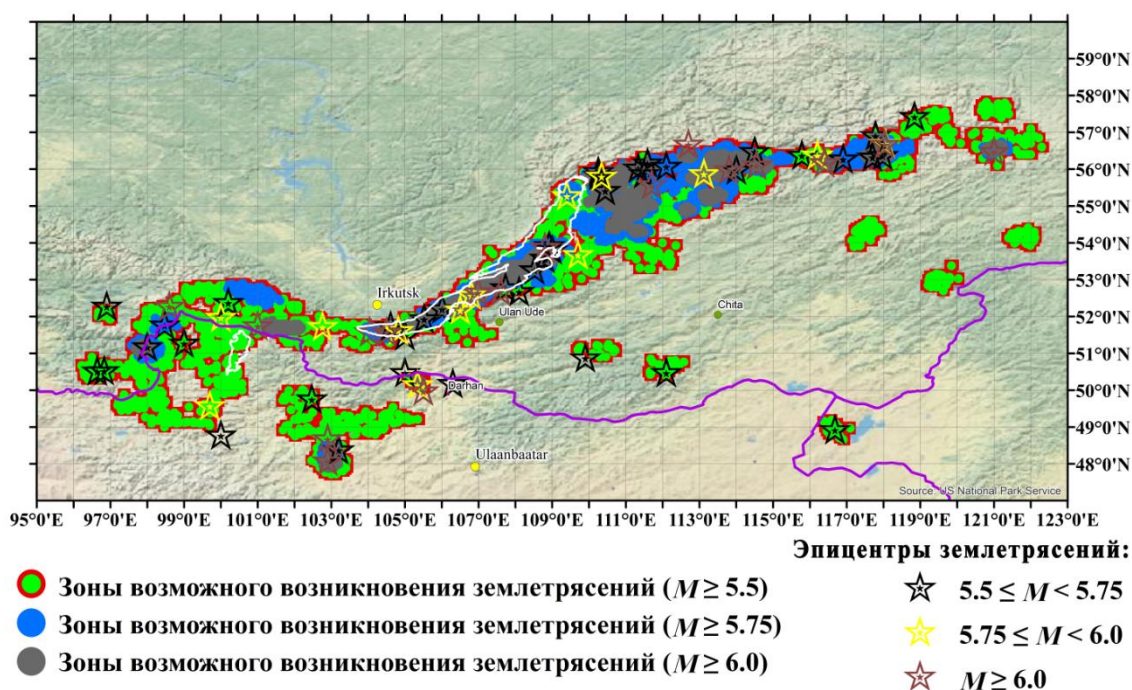 59°0'N
58°0'N
57°0'N
56°0'N
55°0'N
54°0'N
53°0'N
Irkutsk
Ulan Ude
Chita
52°0'N
51°0'N
Darhan
50°0'N
49°0'N
Ulaanbaatar
48°0'N
Source: US National Park Service
95°0'E 97°0'E 99°0'E 101°0'E 103°0'E 105°0'E 107°0'E 109°0'E 111°0'E 113°0'E 115°0'E 117°0'E 119°0'E 121°0'E 123°0'E
Эпицентры землетрясений:
Зоны возможного возникновения землетрясений (M ≥ 5.5)
5.5 ≤ M < 5.75
Зоны возможного возникновения землетрясений (M ≥ 5.75)
5.75 ≤ M < 6.0
Зоны возможного возникновения землетрясений (M ≥ 6.0)
M ≥ 6.0